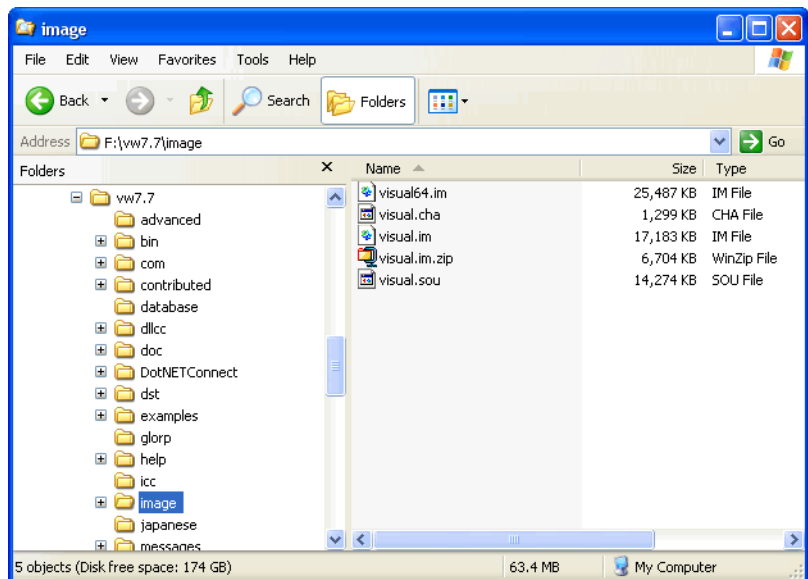 image
File Edit View Favorites Tools Help
Back Search Folders
Address F:\vw7.7\image Go
Folders
vw7.7
advanced
bin
com
contributed
database
dllcc
doc
DotNETConnect
dst
examples
glorp
help
icc
image
japanese
messages
Name Size Type
visual64.im 25,487 KB IM File
visual.cha 1,299 KB CHA File
visual.im 17,183 KB IM File
visual.im.zip 6,704 KB WinZip File
visual.sou 14,274 KB SOU File
5 objects (Disk free space: 174 GB) 63.4 MB My Computer